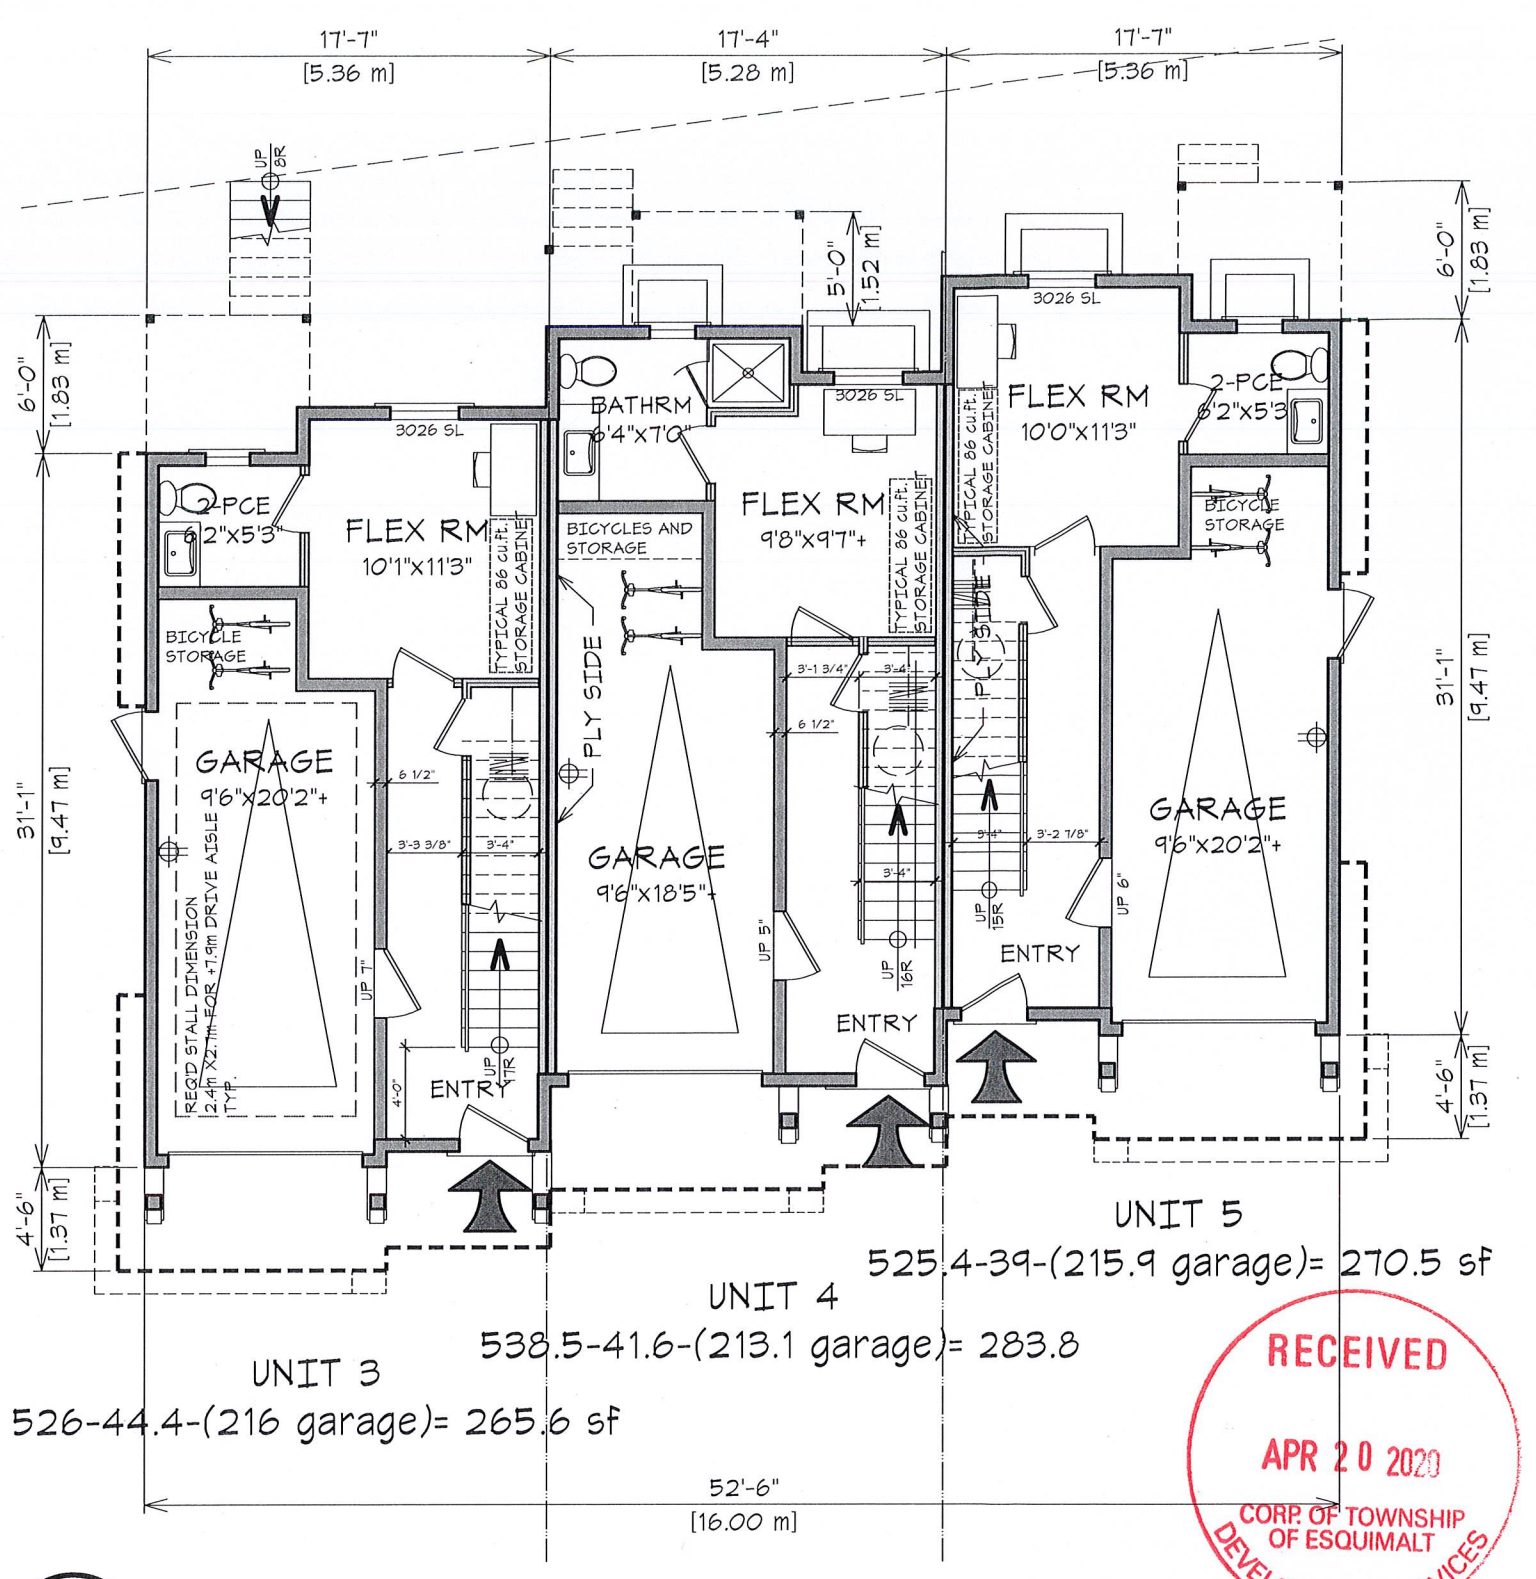 17'-7"
[5.36 m]
17'-4"
[5.28 m]
17'-7"
[5.36 m]
UP
8R
6'-0"
[1.83 m]
5'-0"
[1.52 m]
6'-0"
[1.83 m]
3026 SL
3026 SL
3026 SL
2-PCE
6'2"x5'3"
FLEX RM
10'1"x11'3"
TYPICAL 86 cu.ft.
STORAGE CABINET
BICYCLE
STORAGE
GARAGE
9'6"x20'2"+
REQ'D STALL DIMENSION
2.4m X2.7m FOR +7.9m DRIVE AISLE
TYP.
6 1/2"
3'-3 3/8"
3'-4"
UP 7"
4'-0"
UP
17R
ENTRY
31'-1"
[9.47 m]
4'-6"
[1.37 m]
BATHRM
6'4"x7'0"
FLEX RM
9'8"x9'7"+
TYPICAL 86 cu.ft.
STORAGE CABINET
BICYCLES AND
STORAGE
PLY SIDE
3'-1 3/4"
3'-4"
6 1/2"
GARAGE
9'6"x18'5"+
3'-4"
UP 5"
UP
16R
ENTRY
FLEX RM
10'0"x11'3"
TYPICAL 86 cu.ft.
STORAGE CABINET
2-PCE
6'2"x5'3
BICYCLE
STORAGE
PLY SIDE
GARAGE
9'6"x20'2"+
3'-4"
3'-2 7/8"
UP 6"
UP
15R
ENTRY
31'-1"
[9.47 m]
4'-6"
[1.37 m]
UNIT 5
525.4-39-(215.9 garage)= 270.5 sf
UNIT 4
538.5-41.6-(213.1 garage)= 283.8
UNIT 3
526-44.4-(216 garage)= 265.6 sf
52'-6"
[16.00 m]
RECEIVED
APR 20 2020
CORP. OF TOWNSHIP
OF ESQUIMALT